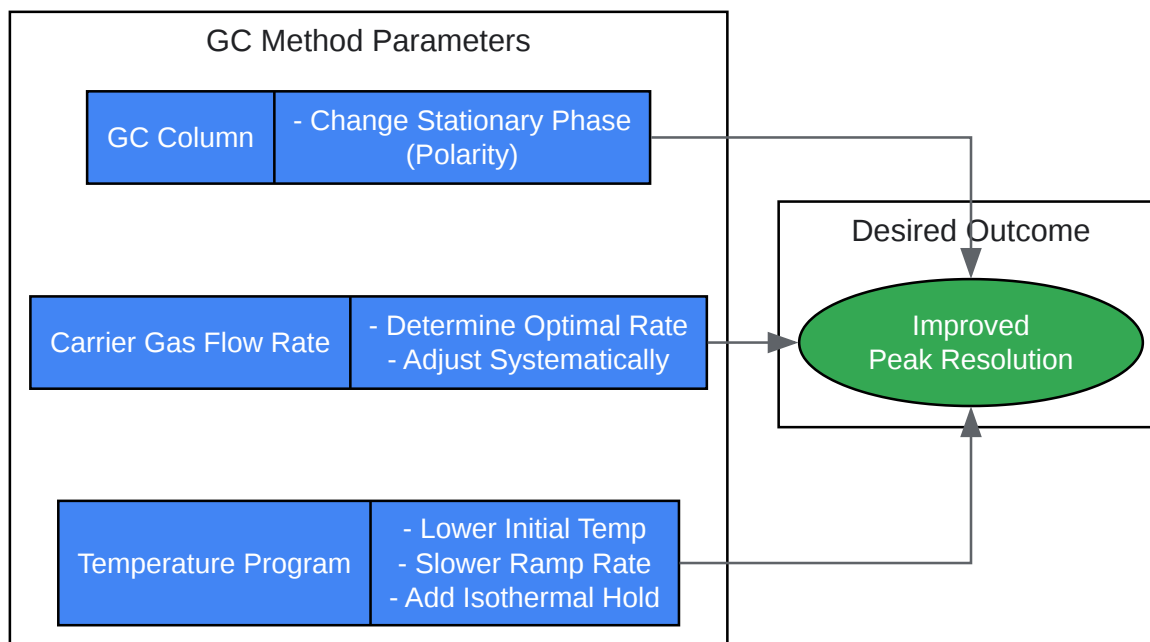 GC Method Parameters
GC Column
- Change Stationary Phase
(Polarity)
Desired Outcome
Carrier Gas Flow Rate
- Determine Optimal Rate
- Adjust Systematically
Improved
Peak Resolution
Temperature Program
- Lower Initial Temp
- Slower Ramp Rate
- Add Isothermal Hold